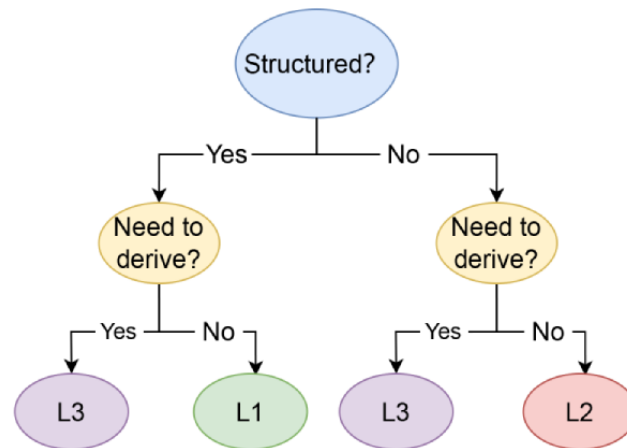 Structured?
Yes No
Need to
derive?
Need to
derive?
Yes No
Yes No
L3 L1 L3 L2